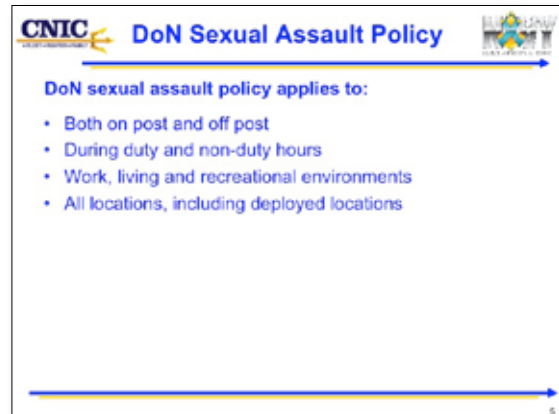 CNIC
DoN Sexual Assault Policy
DoN sexual assault policy applies to:
• Both on post and off post
• During duty and non-duty hours
• Work, living and recreational environments
• All locations, including deployed locations